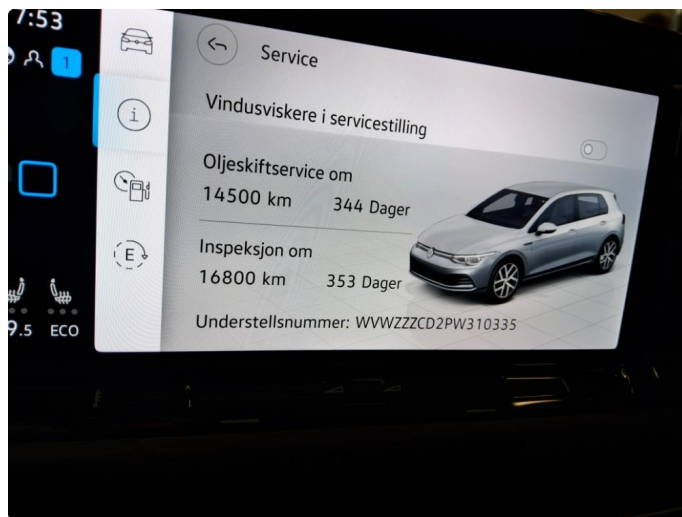 7:53
1
Service
Vindusviskere i servicestilling
Oljeskiftservice om
14500 km 344 Dager
Inspeksjon om
16800 km 353 Dager
Understellsnummer: WVWZZZCD2PW310335
E
9.5 ECO